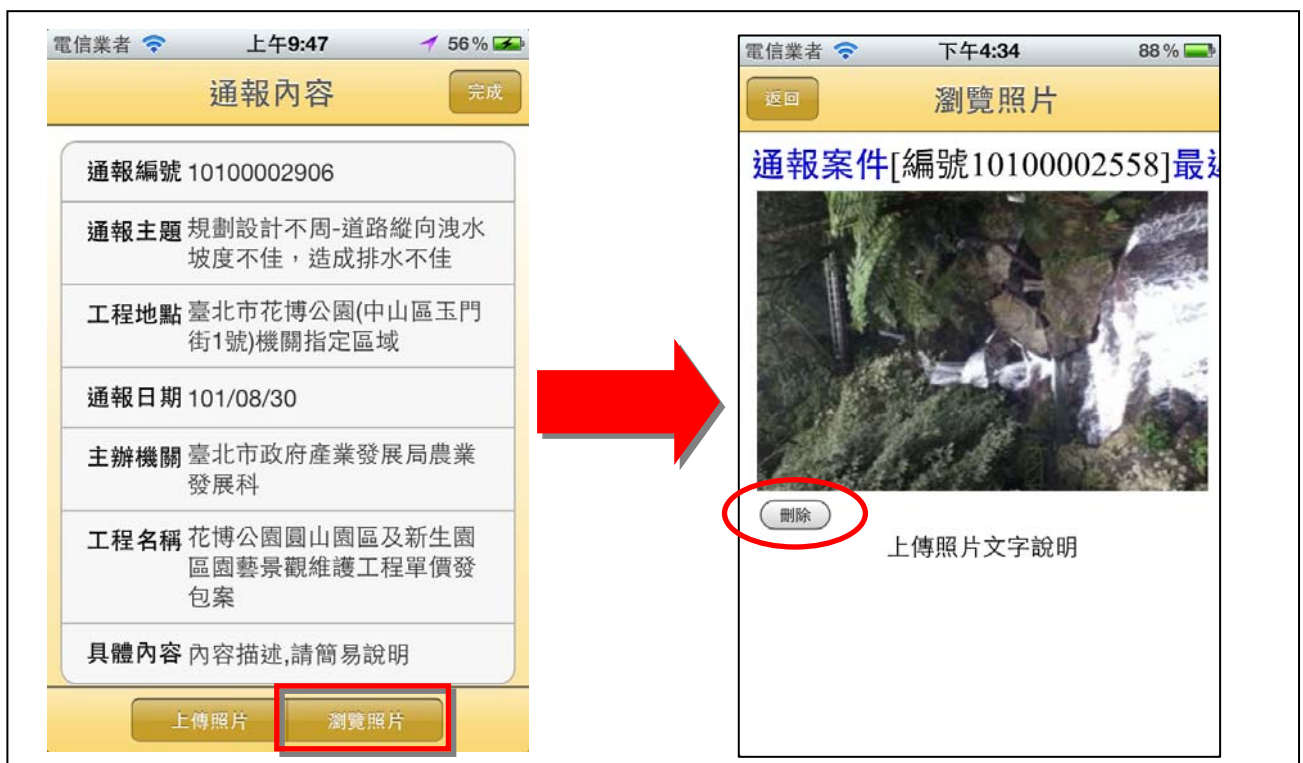 電信業者 上午9:47 56%
通報內容 完成
通報編號 10100002906
通報主題 規劃設計不周-道路縱向洩水
坡度不佳，造成排水不佳
工程地點 臺北市花博公園(中山區玉門
街1號)機關指定區域
通報日期 101/08/30
主辦機關 臺北市政府產業發展局農業
發展科
工程名稱 花博公園圓山園區及新生園
區園藝景觀維護工程單價發
包案
具體內容 內容描述,請簡易說明
上傳照片 瀏覽照片
電信業者 下午4:34 88%
返回 瀏覽照片
通報案件[編號10100002558]最
刪除
上傳照片文字說明